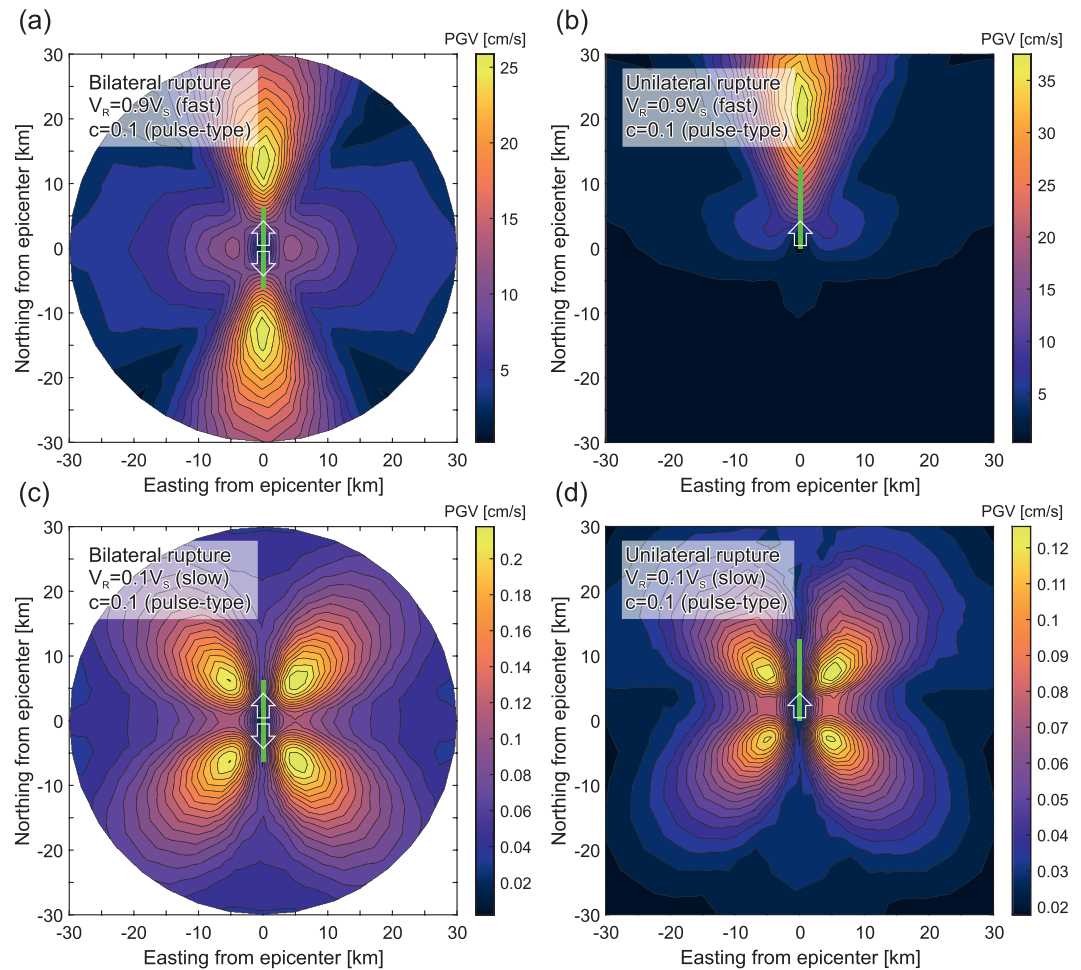 (a)
PGV [cm/s]
Bilateral rupture
V_R=0.9V_S (fast)
c=0.1 (pulse-type)
30
20
10
0
-10
-20
-30
Northing from epicenter [km]
-30 -20 -10 0 10 20 30
Easting from epicenter [km]
25
20
15
10
5
(b)
PGV [cm/s]
Unilateral rupture
V_R=0.9V_S (fast)
c=0.1 (pulse-type)
30
20
10
0
-10
-20
-30
Northing from epicenter [km]
-30 -20 -10 0 10 20 30
Easting from epicenter [km]
35
30
25
20
15
10
5
(c)
PGV [cm/s]
Bilateral rupture
V_R=0.1V_S (slow)
c=0.1 (pulse-type)
30
20
10
0
-10
-20
-30
Northing from epicenter [km]
-30 -20 -10 0 10 20 30
Easting from epicenter [km]
0.2
0.18
0.16
0.14
0.12
0.1
0.08
0.06
0.04
0.02
(d)
PGV [cm/s]
Unilateral rupture
V_R=0.1V_S (slow)
c=0.1 (pulse-type)
30
20
10
0
-10
-20
-30
Northing from epicenter [km]
-30 -20 -10 0 10 20 30
Easting from epicenter [km]
0.12
0.11
0.10
0.09
0.08
0.07
0.06
0.05
0.04
0.03
0.02